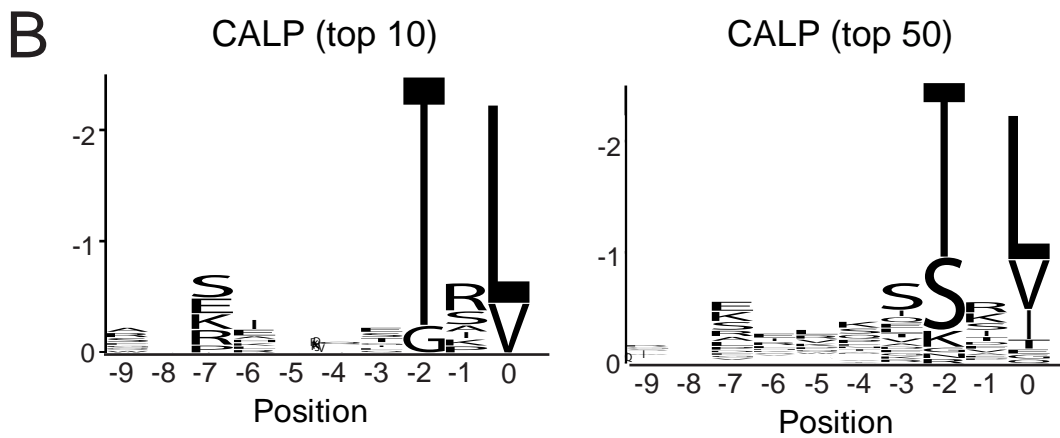 B
CALP (top 10)
CALP (top 50)
-2
-1
0
S
E
K
R
I
T
G
R
S
A
L
V
-9 -8 -7 -6 -5 -4 -3 -2 -1 0
Position
-2
-1
0
E
K
S
R
S
T
S
K
R
K
S
L
V
I
-9 -8 -7 -6 -5 -4 -3 -2 -1 0
Position